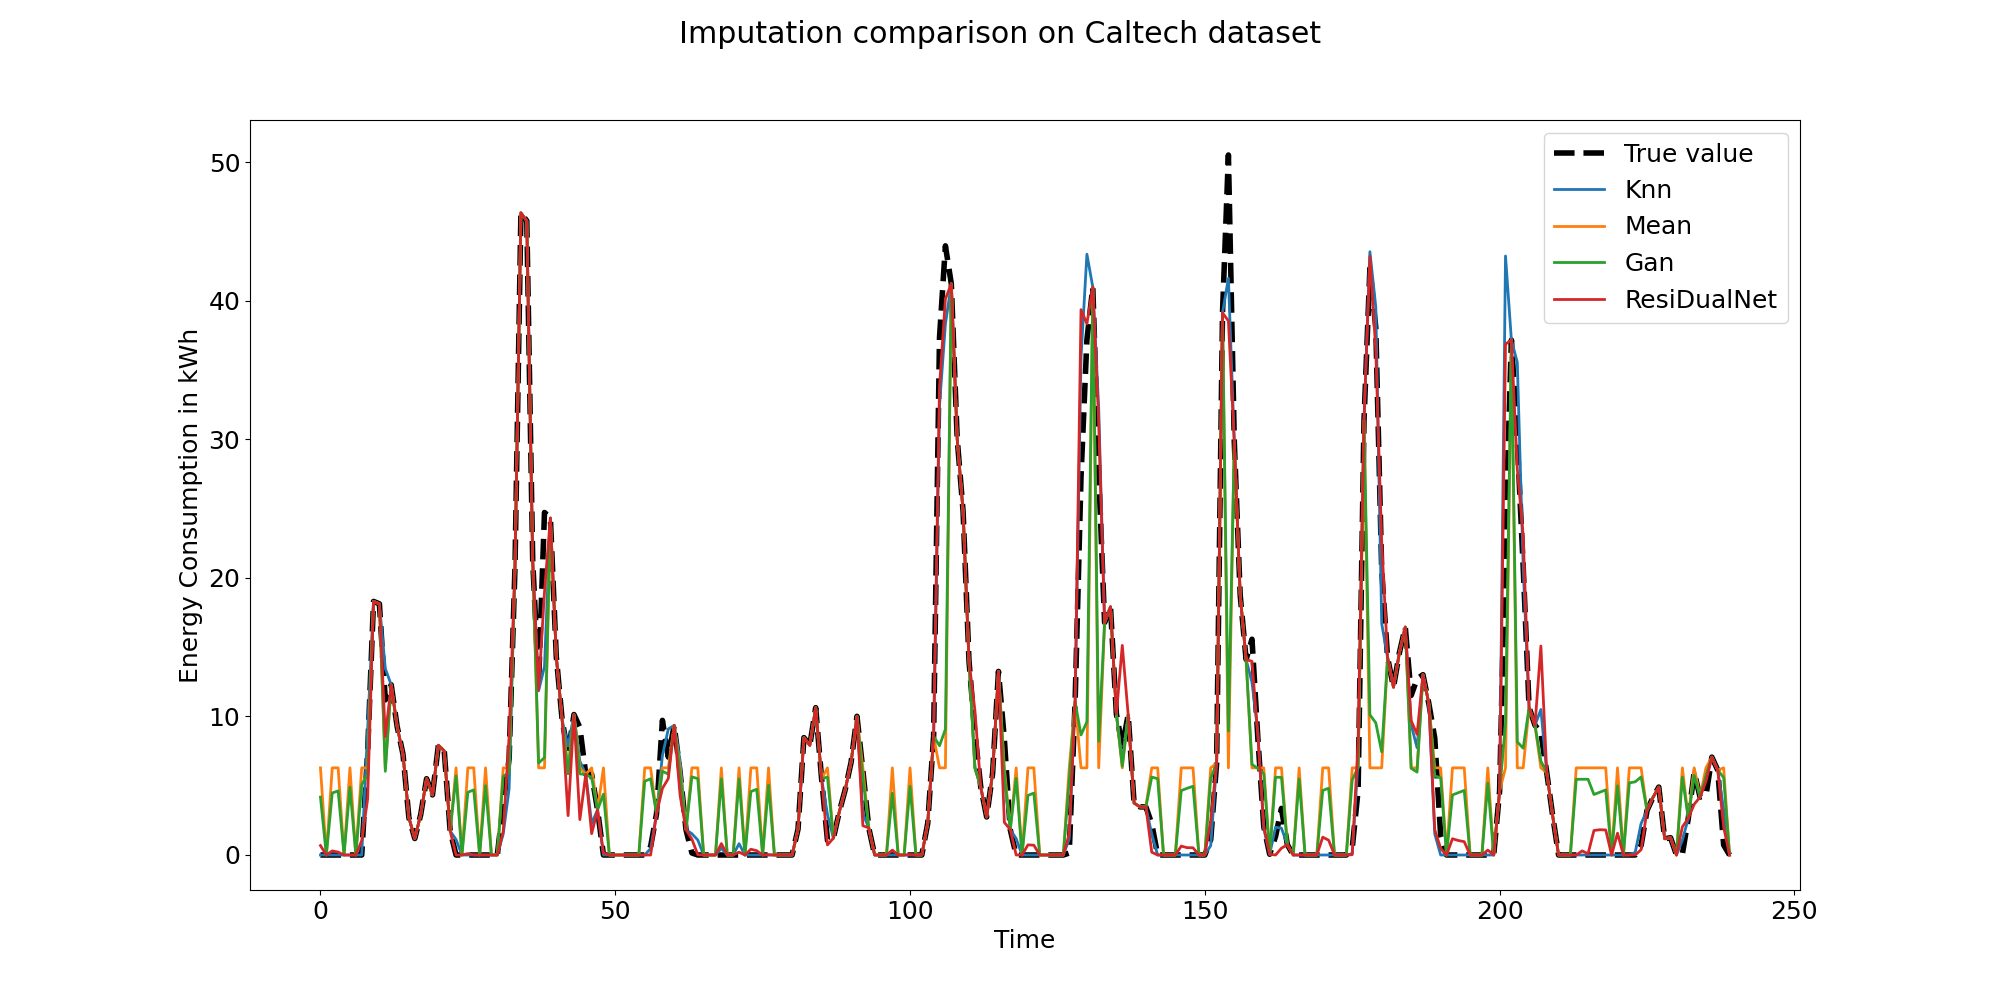 Imputation comparison on Caltech dataset
True value
Knn
Mean
Gan
ResiDualNet
Energy Consumption in kWh
50
40
30
20
10
0
0 50 100 150 200 250
Time